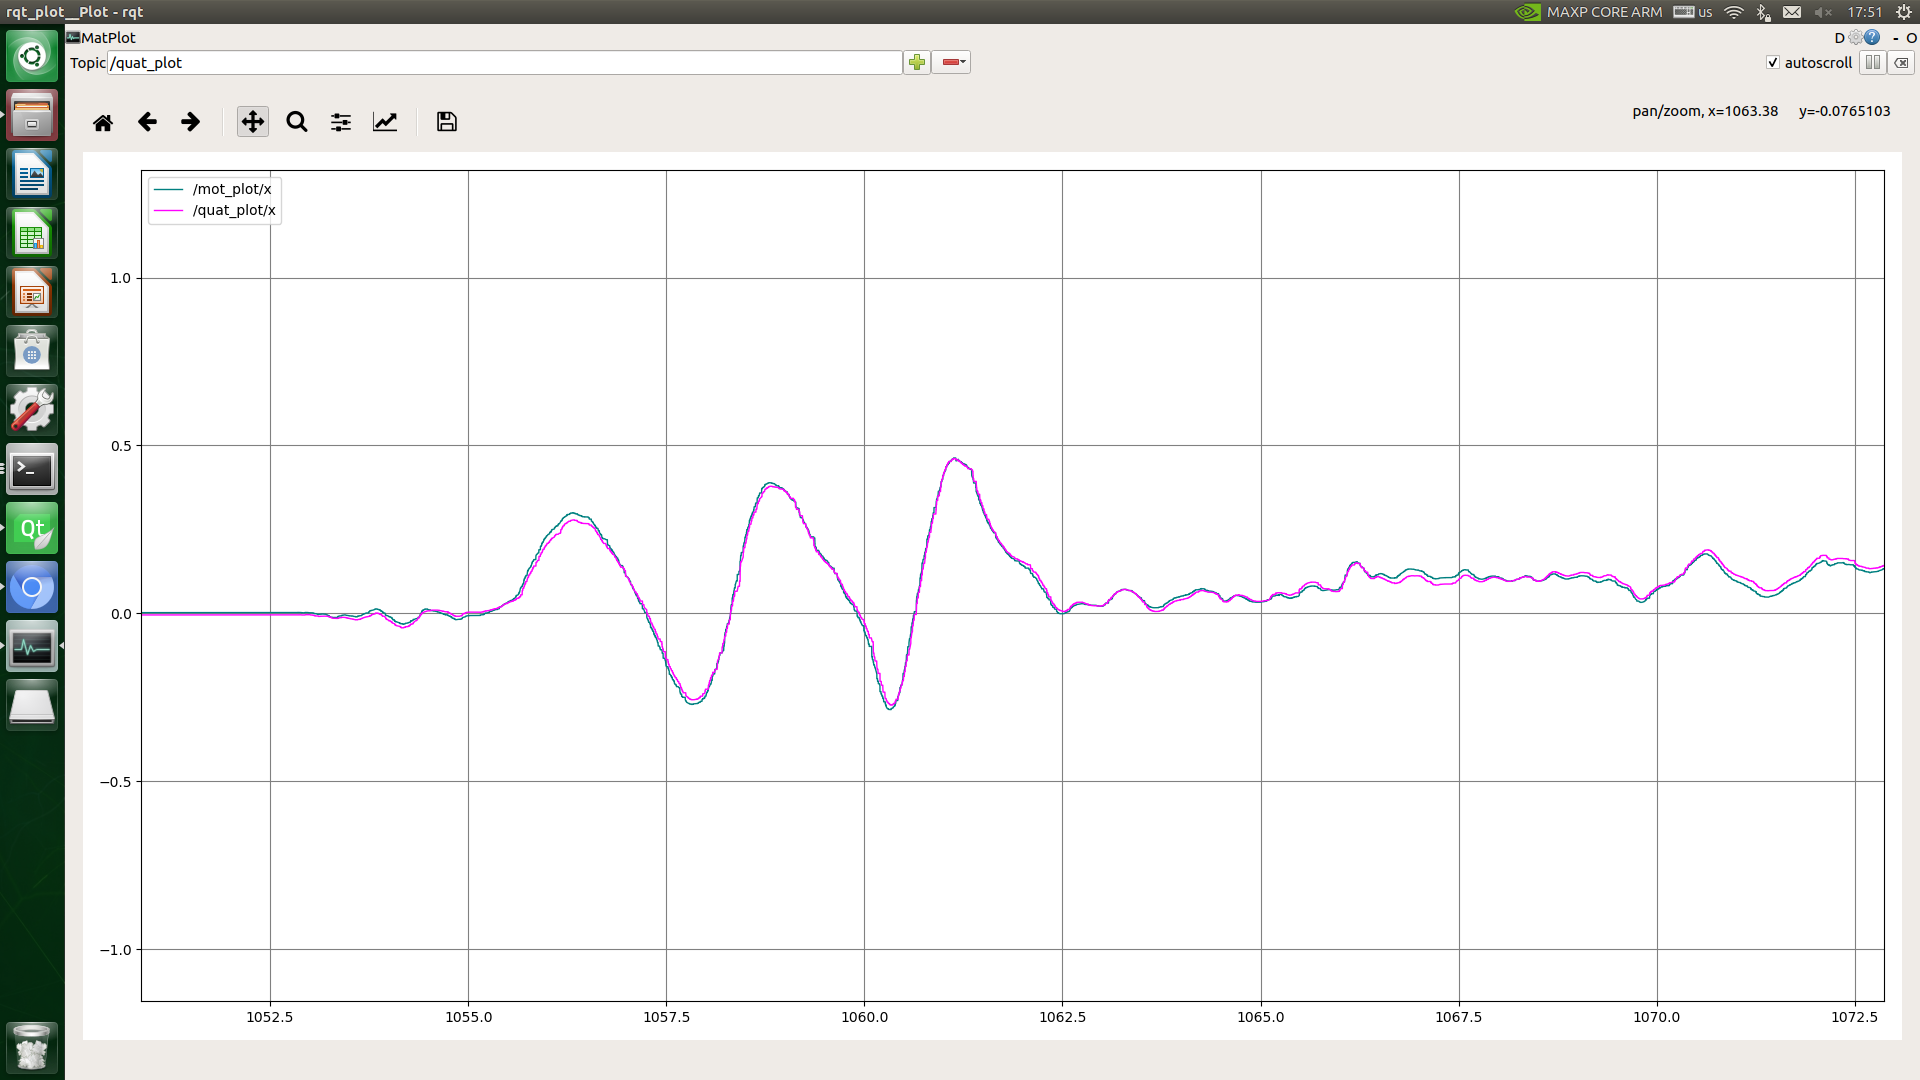 rqt_plot__Plot - rqt
MAXP CORE ARM us 17:51
MatPlot
D ? - O
Topic /quat_plot
autoscroll
pan/zoom, x=1063.38 y=-0.0765103
/mot_plot/x
/quat_plot/x
1.0
0.5
0.0
−0.5
−1.0
1052.5 1055.0 1057.5 1060.0 1062.5 1065.0 1067.5 1070.0 1072.5
>_
Qt